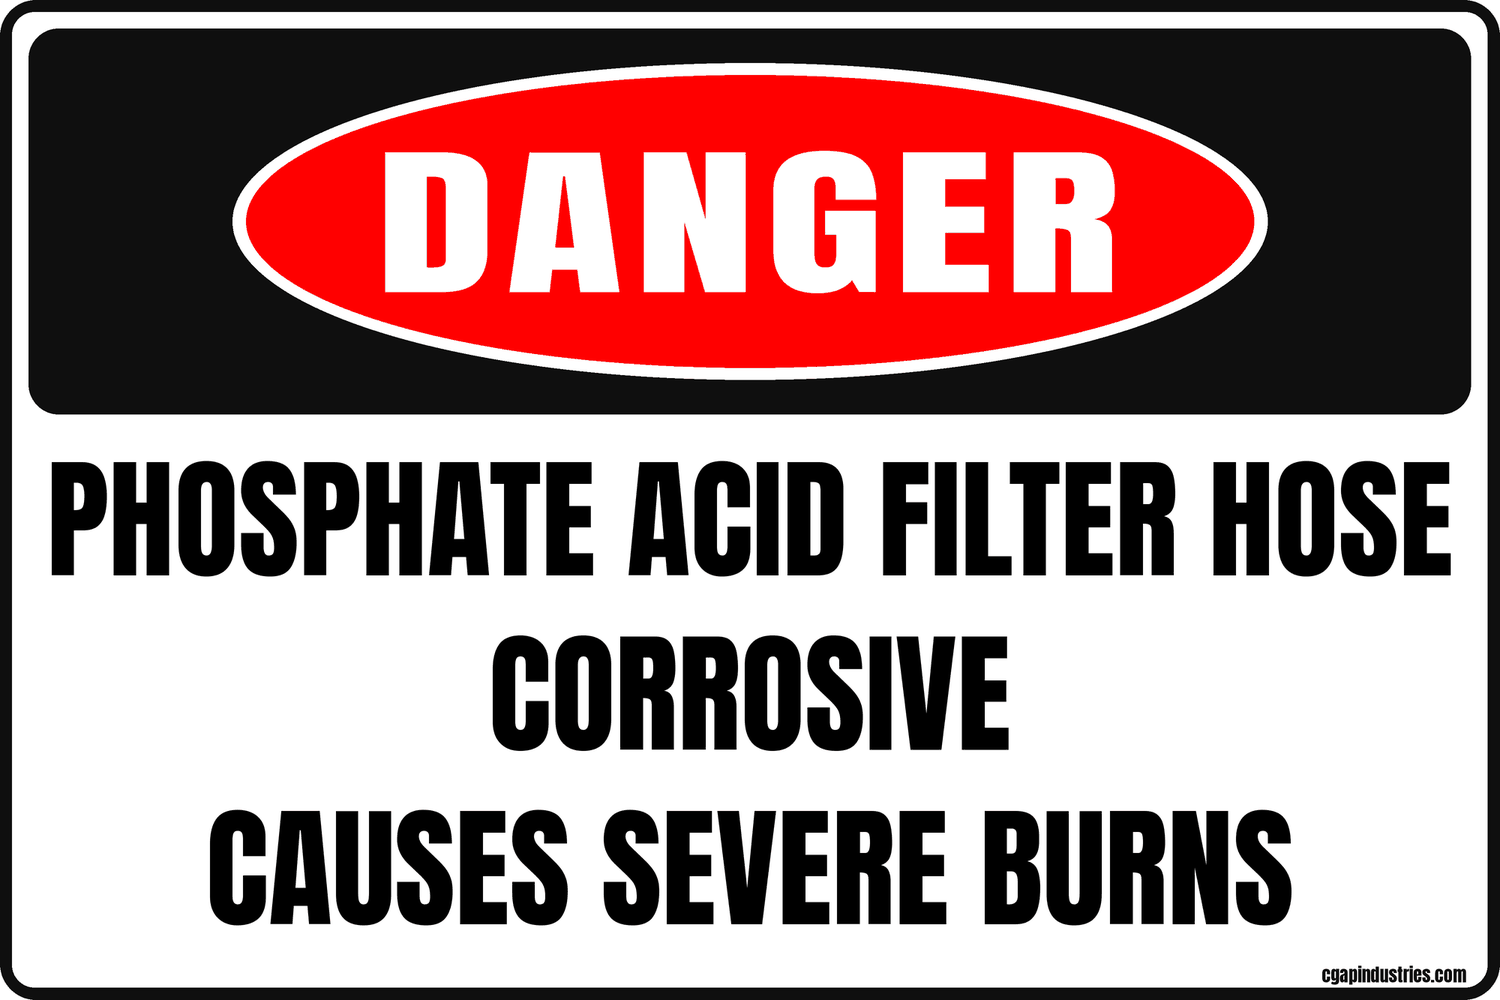 DANGER
PHOSPHATE ACID FILTER HOSE
CORROSIVE
CAUSES SEVERE BURNS
cgapindustries.com